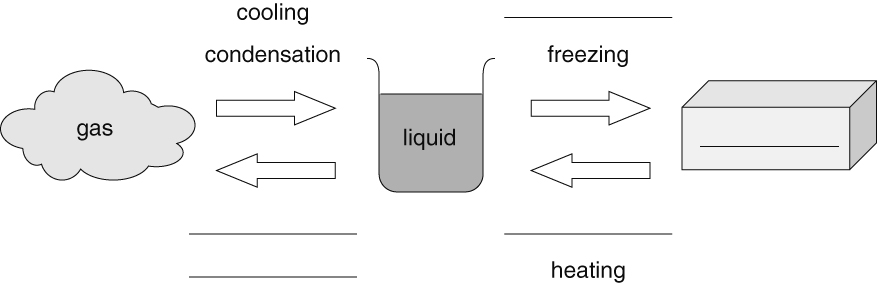 cooling
condensation
freezing
gas
liquid
heating